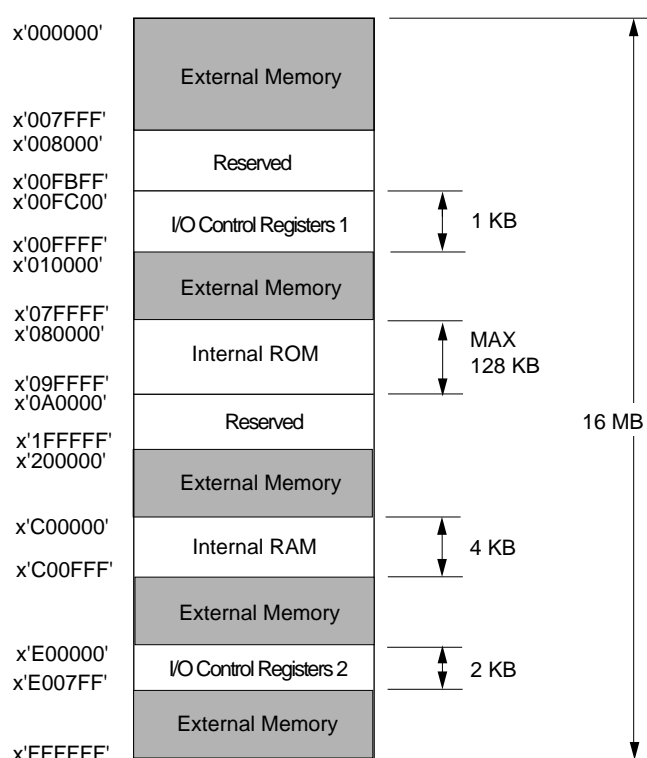 x'000000'
External Memory
x'007FFF'
x'008000'
Reserved
x'00FBFF'
x'00FC00'
I/O Control Registers 1
1 KB
x'00FFFF'
x'010000'
External Memory
x'07FFFF'
x'080000'
Internal ROM
MAX
128 KB
x'09FFFF'
x'0A0000'
Reserved
16 MB
x'1FFFFF'
x'200000'
External Memory
x'C00000'
Internal RAM
4 KB
x'C00FFF'
External Memory
x'E00000'
I/O Control Registers 2
2 KB
x'E007FF'
External Memory
x'FFFFFF'